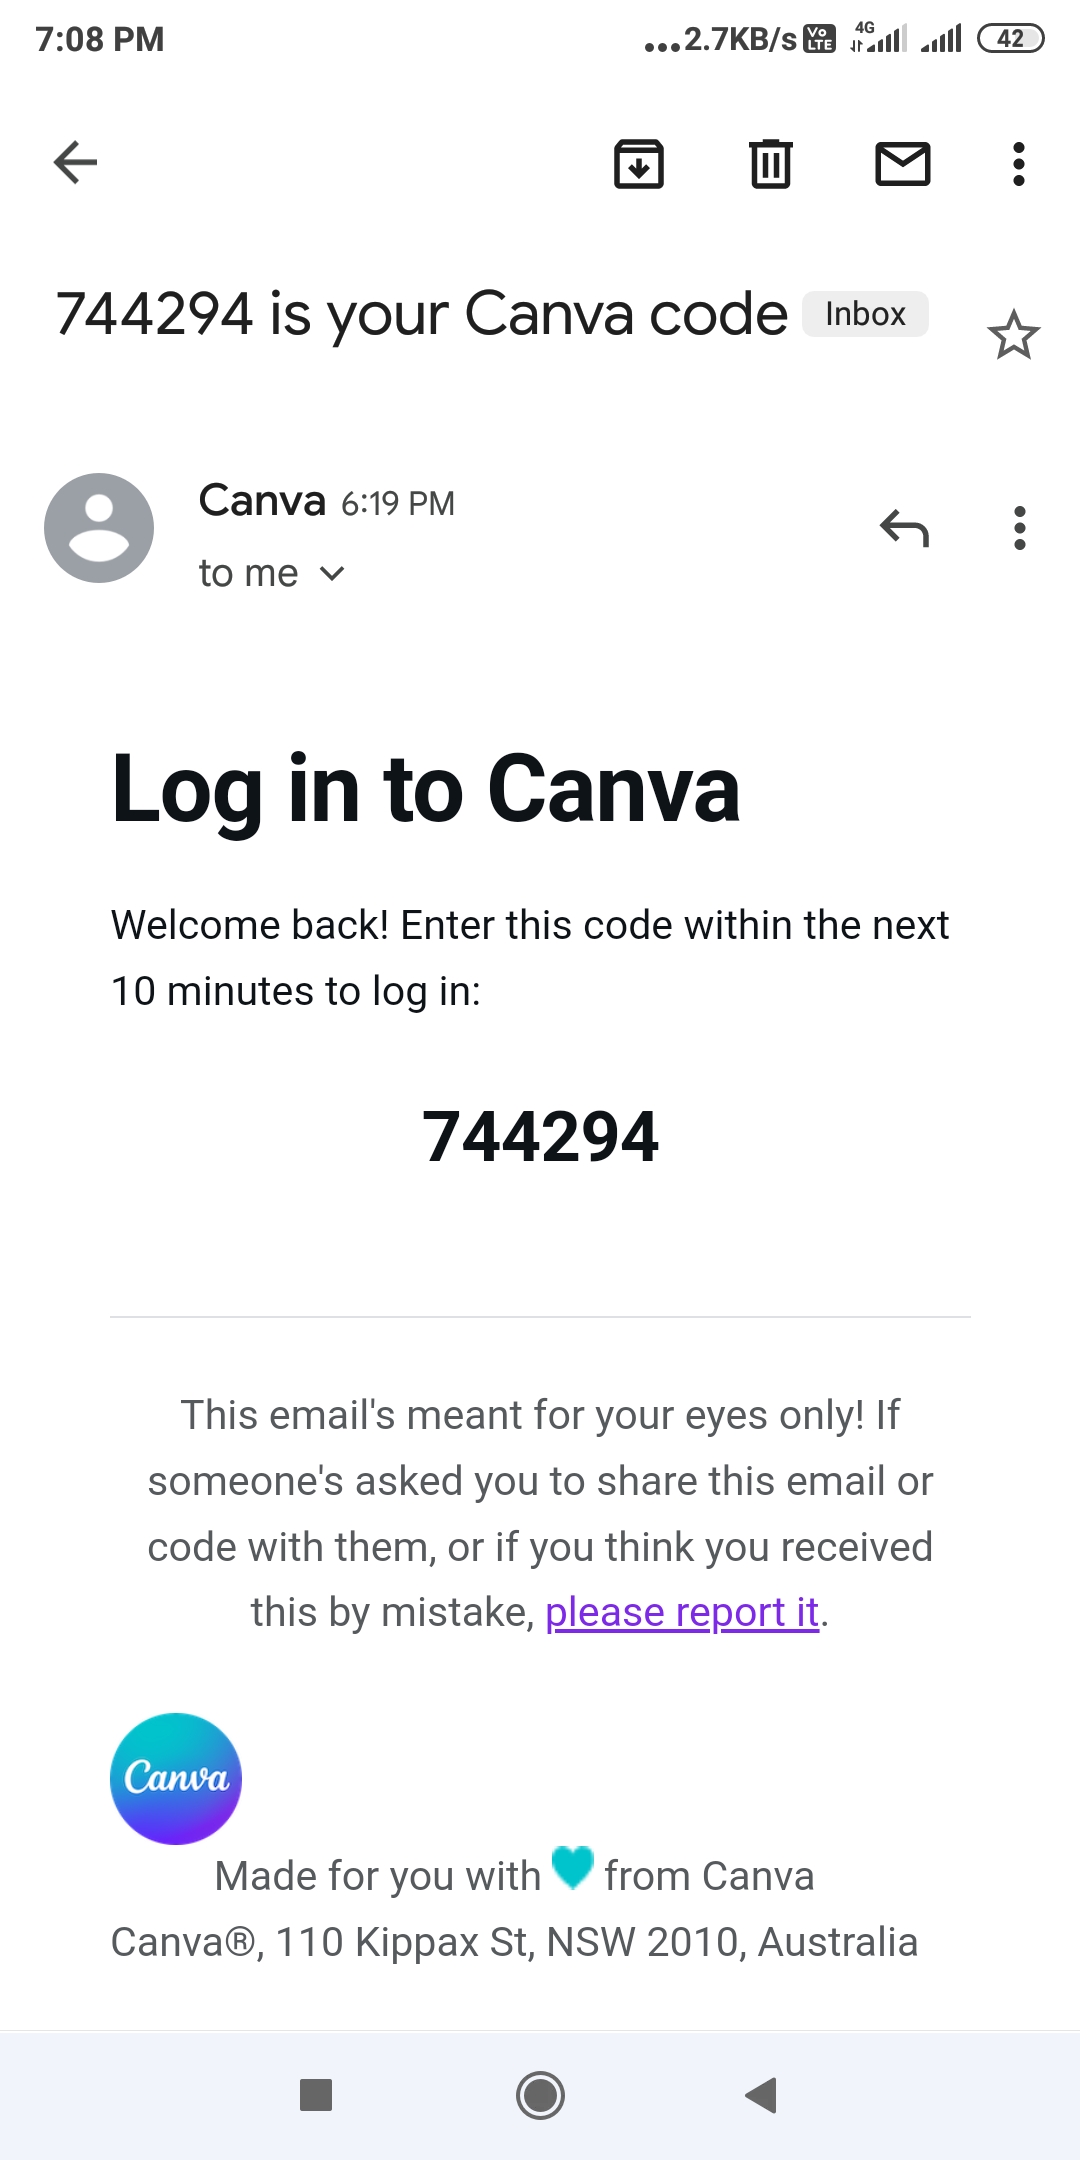 7:08 PM
...2.7KB/s Vo LTE 4G 42
744294 is your Canva code Inbox
Canva 6:19 PM
to me
Log in to Canva
Welcome back! Enter this code within the next
10 minutes to log in:
744294
This email's meant for your eyes only! If
someone's asked you to share this email or
code with them, or if you think you received
this by mistake, please report it.
Canva
Made for you with from Canva
Canva®, 110 Kippax St, NSW 2010, Australia